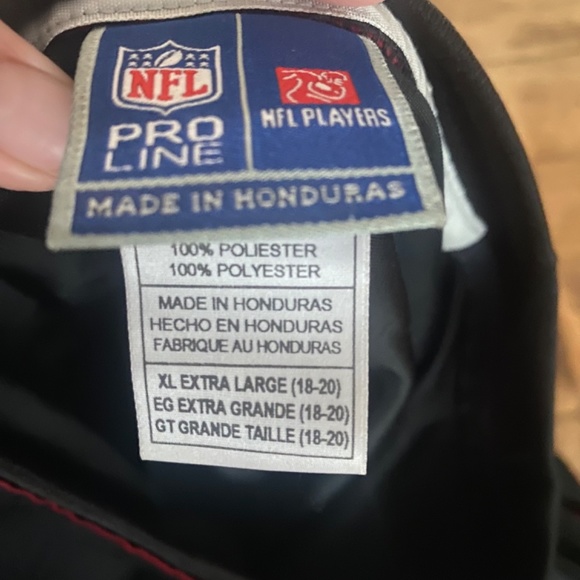 NFL
PRO
LINE
NFL PLAYERS
MADE IN HONDURAS
100% POLIESTER
100% POLYESTER
MADE IN HONDURAS
HECHO EN HONDURAS
FABRIQUE AU HONDURAS
XL EXTRA LARGE (18-20)
EG EXTRA GRANDE (18-20)
GT GRANDE TAILLE (18-20)